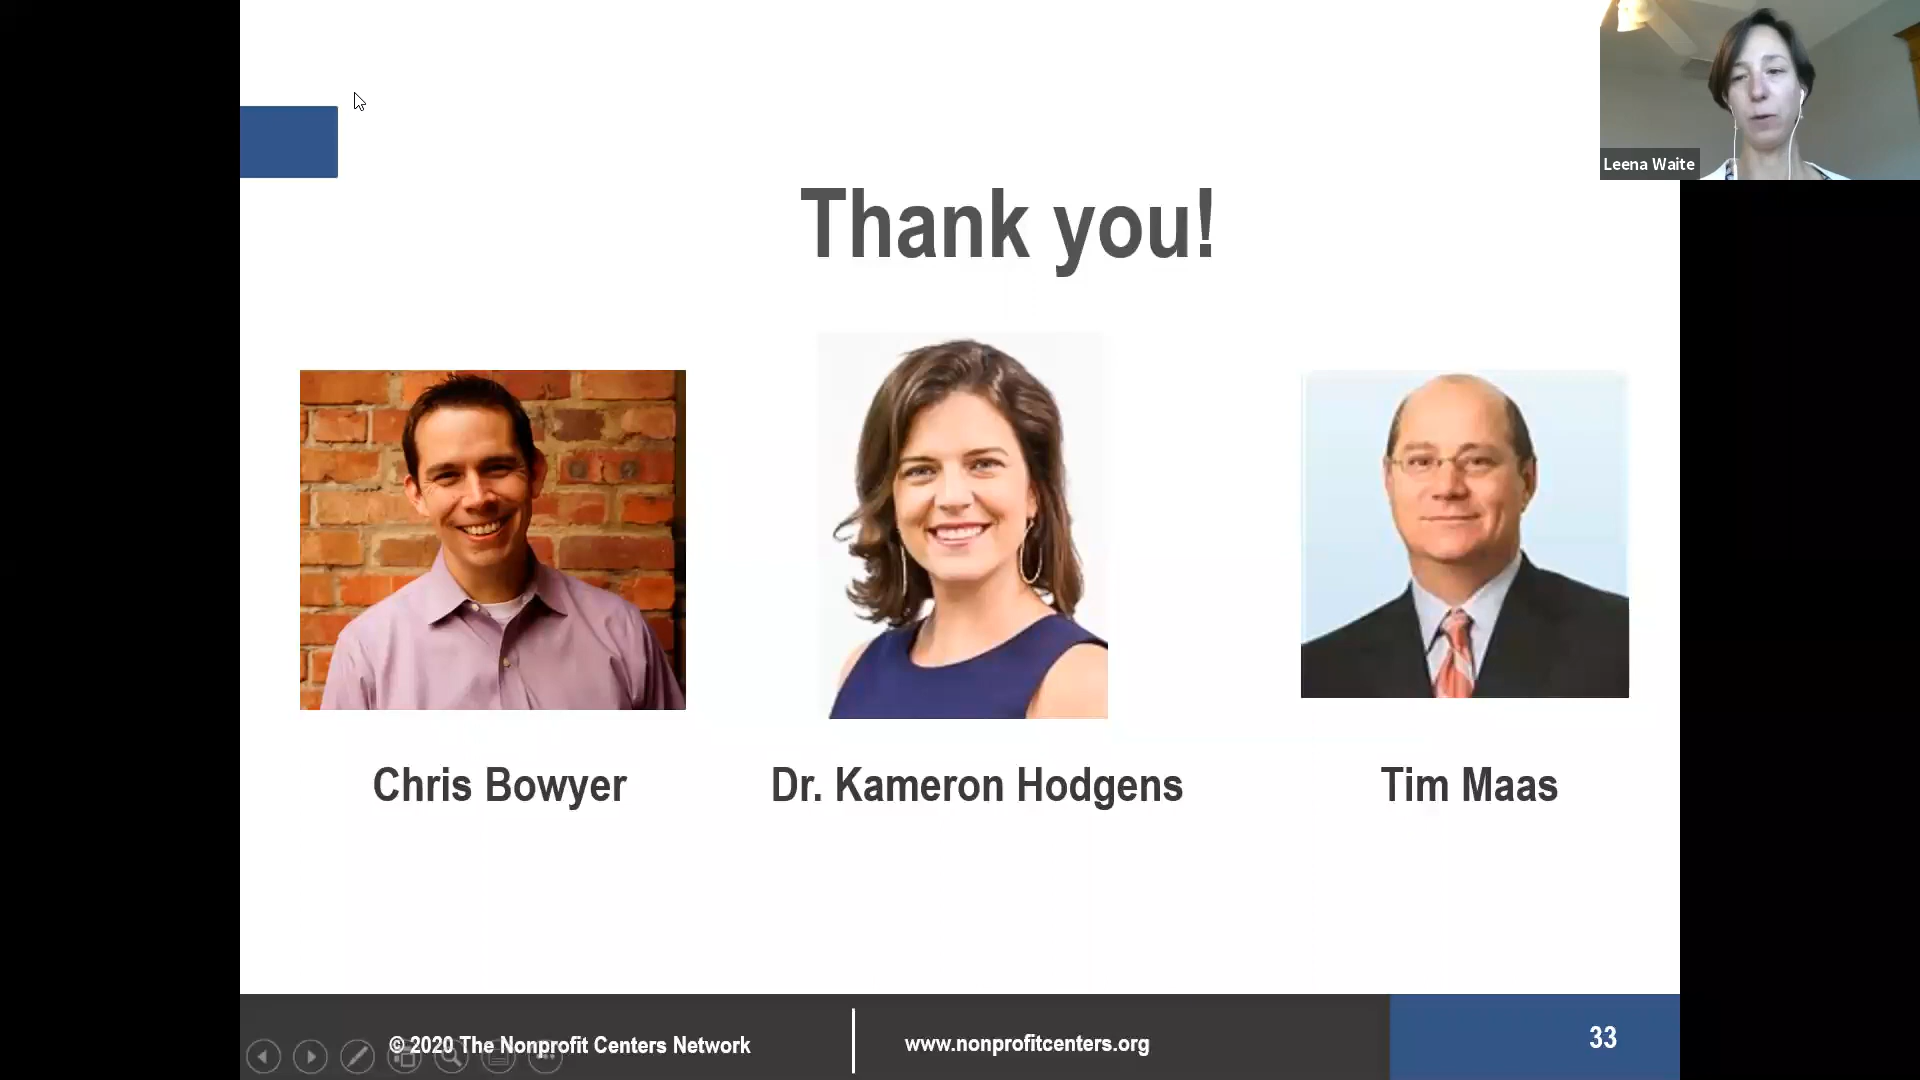 Leena Waite
Thank you!
Chris Bowyer
Dr. Kameron Hodgens
Tim Maas
© 2020 The Nonprofit Centers Network
www.nonprofitcenters.org
33